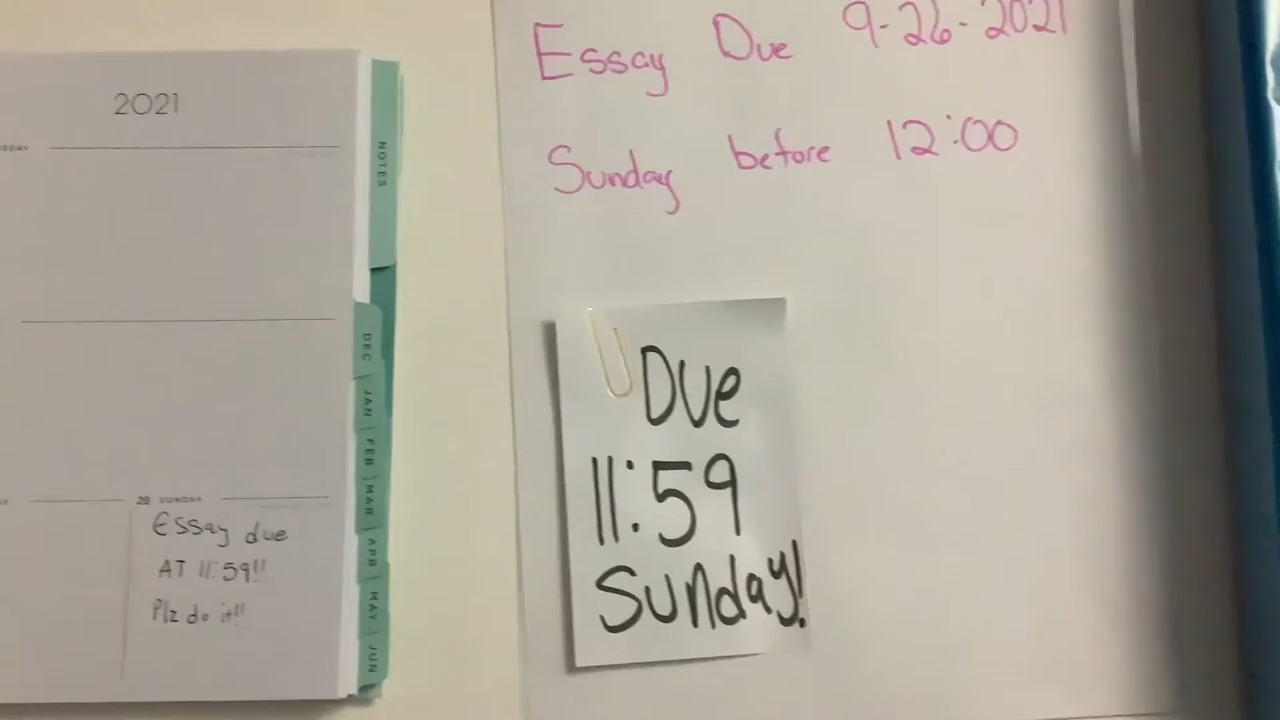 2021
NOTES
DEC
JAN
FEB
MAR
APR
MAY
JUN
SUNDAY
Essay due
AT 11:59!!
Plz do it!!
Essay Due 9-26-2021
Sunday before 12:00
Due
11:59
Sunday!